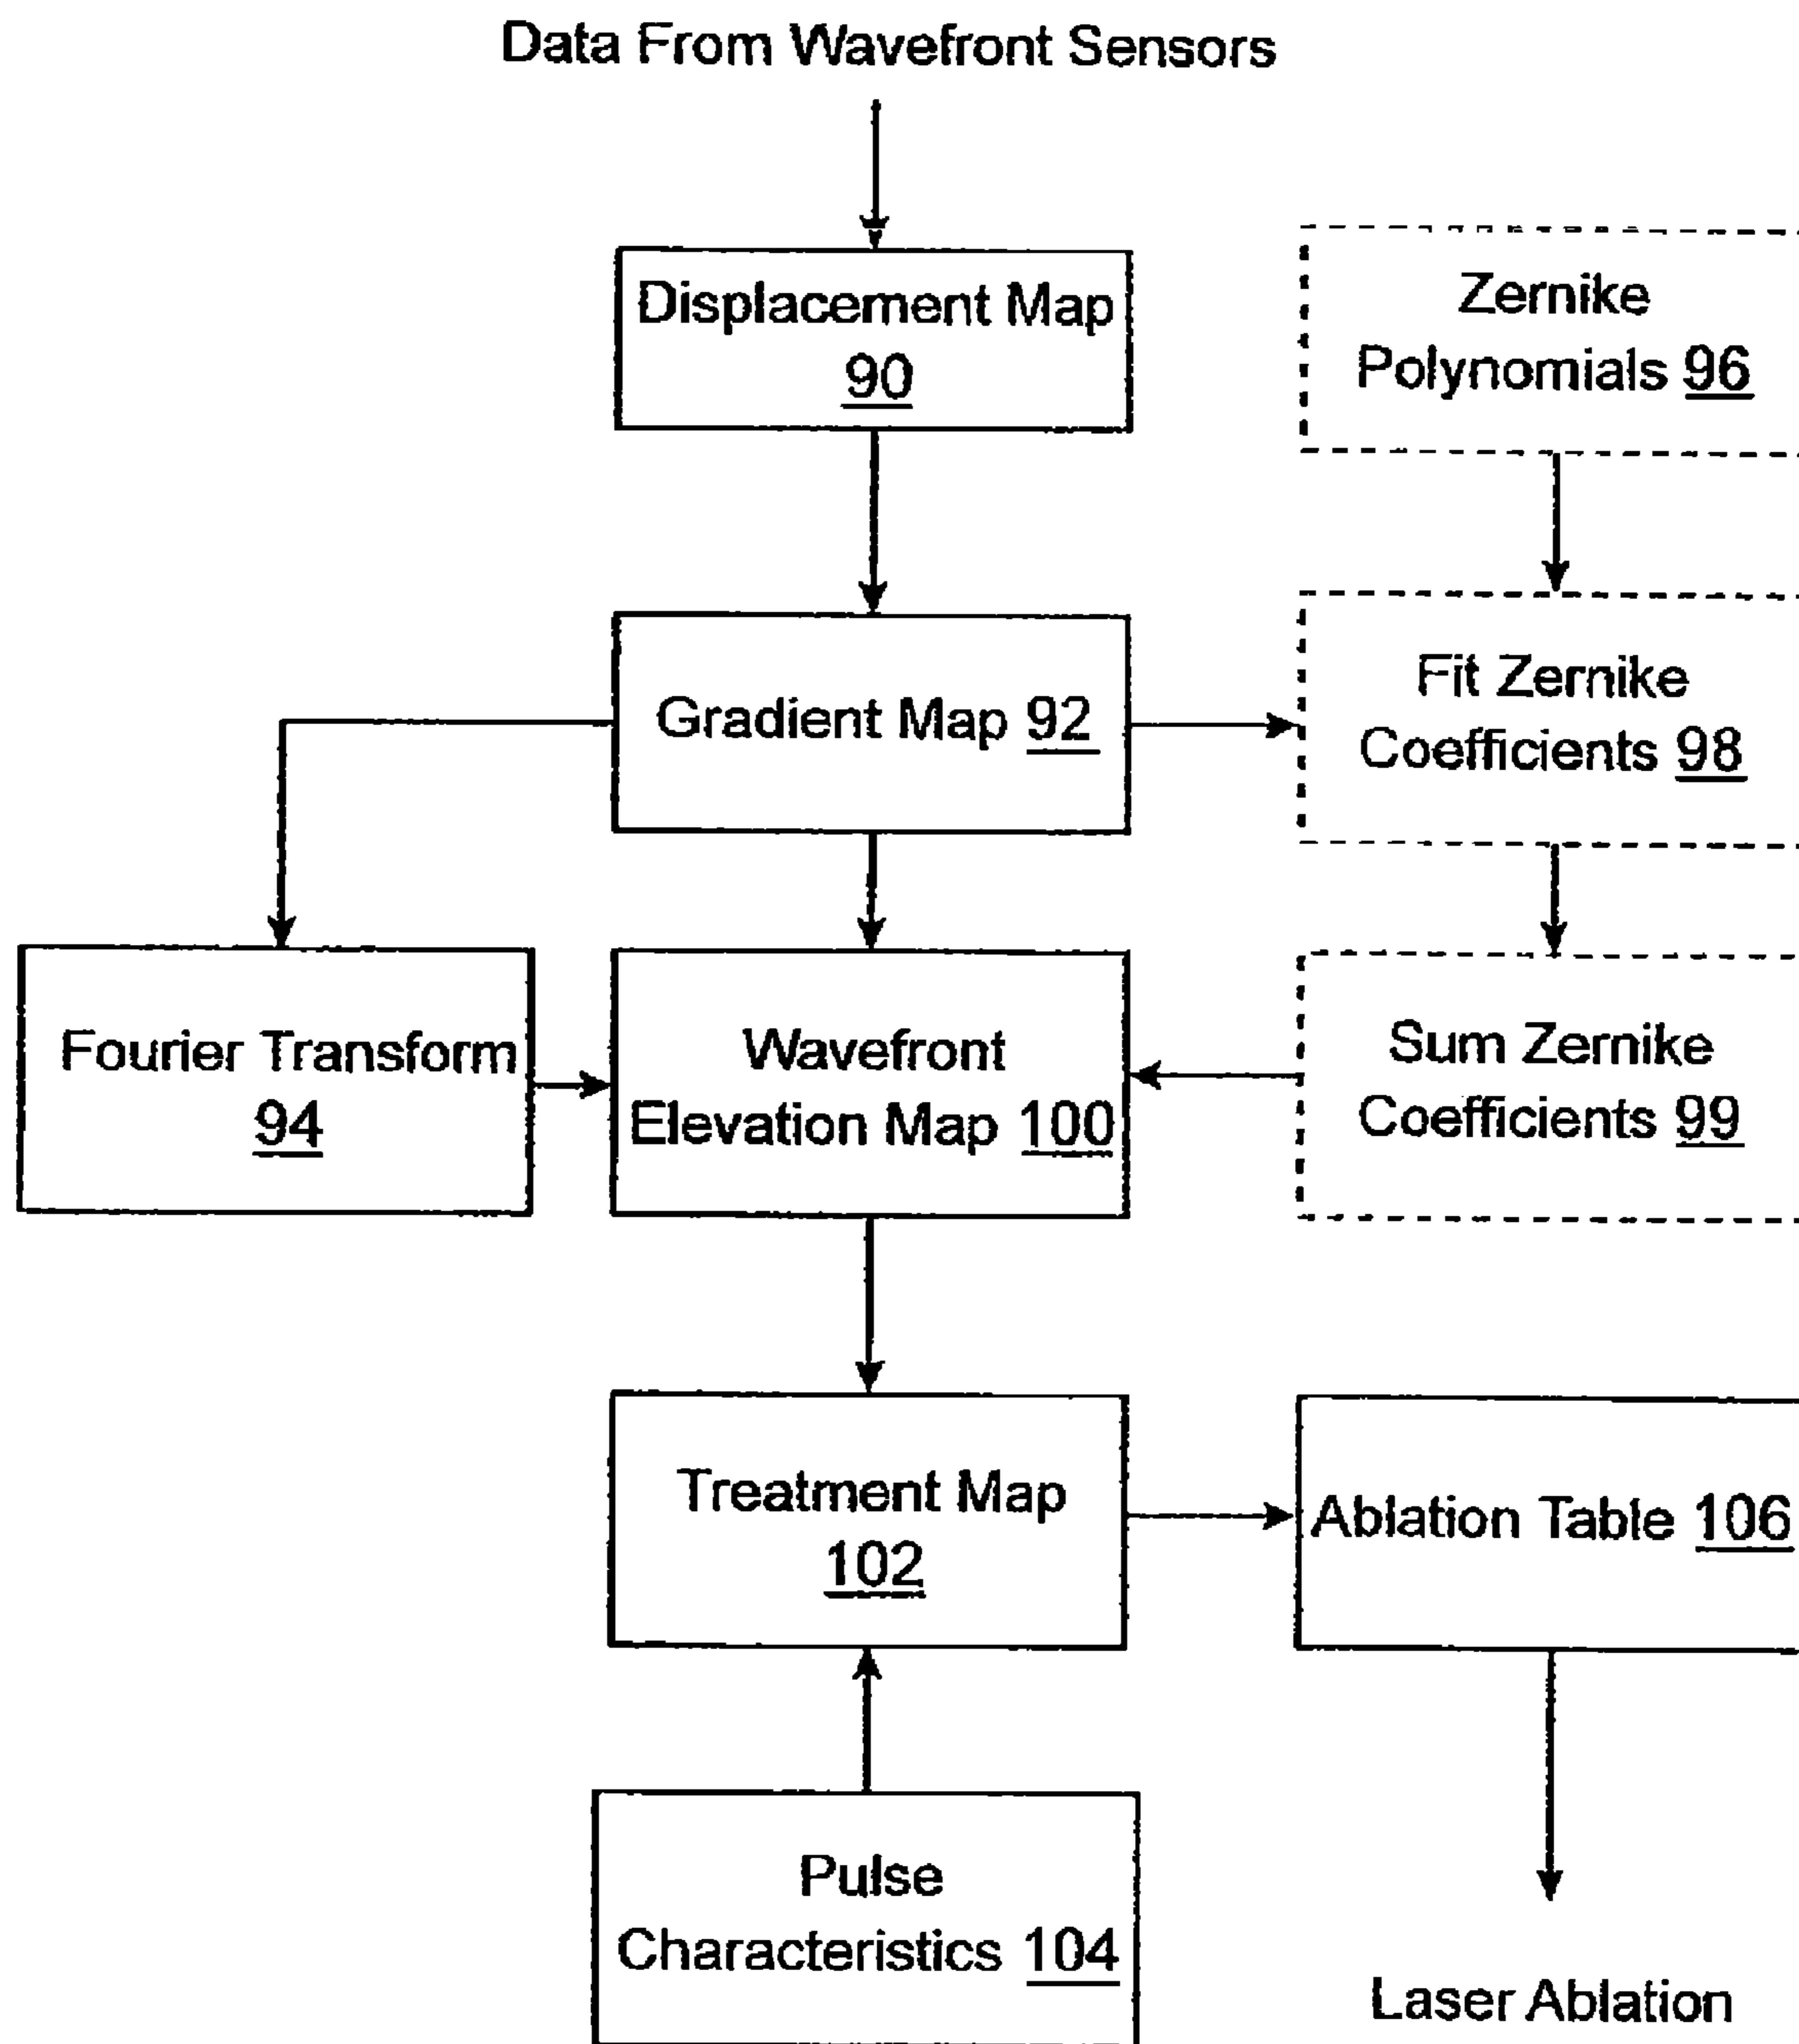 Data From Wavefront Sensors
Displacement Map
90
Zernike
Polynomials 96
Gradient Map 92
Fit Zernike
Coefficients 98
Fourier Transform
94
Wavefront
Elevation Map 100
Sum Zernike
Coefficients 99
Treatment Map
102
Ablation Table 106
Pulse
Characteristics 104
Laser Ablation